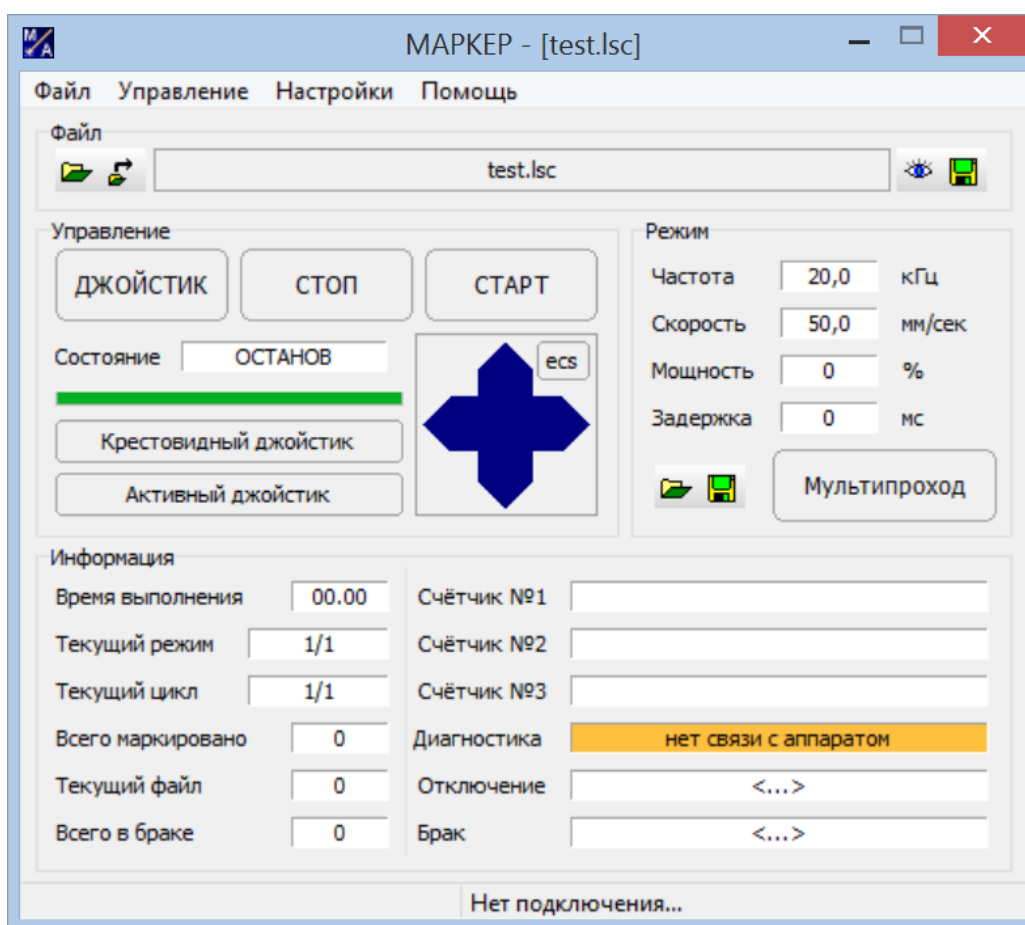 МАРКЕР - [test.lsc]
Файл Управление Настройки Помощь
Файл
test.lsc
Управление
ДЖОЙСТИК СТОП СТАРТ
Состояние ОСТАНОВ
ecs
Крестовидный джойстик
Активный джойстик
Режим
Частота 20,0 кГц
Скорость 50,0 мм/сек
Мощность 0 %
Задержка 0 мс
Мультипроход
Информация
Время выполнения 00.00
Текущий режим 1/1
Текущий цикл 1/1
Всего маркировано 0
Текущий файл 0
Всего в браке 0
Счётчик №1
Счётчик №2
Счётчик №3
Диагностика нет связи с аппаратом
Отключение <...>
Брак <...>
Нет подключения...